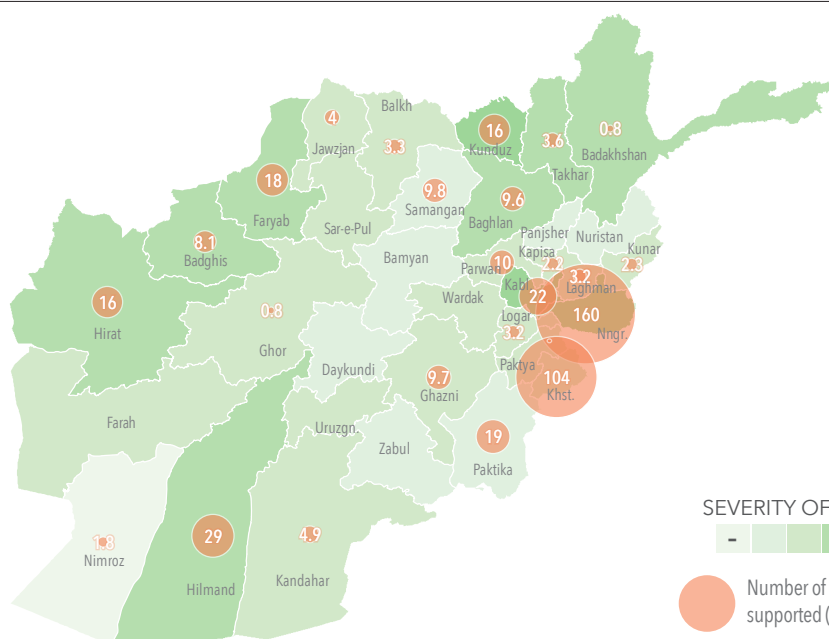 Balkh
4
Jawzjan
3.3
16
Kunduz
3.6
Takhar
0.8
Badakhshan
18
Faryab
9.8
Samangan
9.6
Baghlan
Sar-e-Pul
Panjsher
Nuristan
8.1
Badghis
Bamyan
Parwan
10
Kapisa
2.2
Kunar
2.3
3.2
Laghman
Kabl.
22
16
Hirat
0.8
Ghor
Wardak
Logar
3.2
160
Nngr.
Daykundi
9.7
Ghazni
Paktya
104
Khst.
Farah
Uruzgn.
Zabul
19
Paktika
1.8
Nimroz
29
Hilmand
4.9
Kandahar
SEVERITY OF
-
Number of
supported (